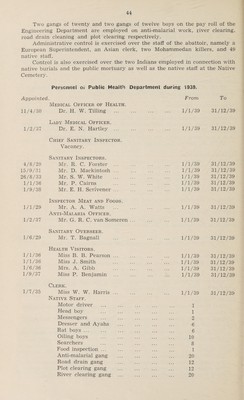 44
Two gangs of twenty and two gangs of twelve boys on the pay roll of the
Engineering Department are employed on anti-malaria work, river clearing,
road drain cleaning and plot clearing respectively.
Administrative control is exercised over the staff of the abattoir, namely a
European Superintendent, an Asian clerk, two Mohammedan killers, and 40
native staff.
Control is also exercised over the two Indians employed in connection with
native burials and the public mortuary as well as the native staff at the Native
Cemetery.
Personnel of Public Health Department during 1939.
Appointed. From To
MEDICAL OFFICER OF HEALTH.
11/4/30 Dr. H. W. Tilling ... 1/1/39 31/12/39
LADY MEDICAL OFFICER.
1/2/37 Dr. E. N. Hartley ... 1/1/39 31/12/39
CHIEF SANITARY INSPECTOR.
Vacancy.
SANITARY INSPECTORS.
4/8/30 Mr. E. C. Forster 1/1/39 31/12/39
15/9/31 Mr. D. Mackintosh 1/1/39 31/12/39
26/8/33 Mr. S. W. White 1/1/39 31/12/39
1/1/36 Mr. P. Cairns 1/1/39 31/12/39
1/9/38 Mr. E. H. Scrivener 1/1/39 31/12/39
INSPECTOR MEAT AND FOODS.
1/1/29 Mr. A. A. Watts 1/1/39 31/12/39
ANTI-MALARIA OFFICER.
1/2/37 Mr. G. R. C. van Someren ... 1/1/39 31/12/39
SANITARY OVERSEER.
1/6/29 Mr. T. Bagnall 1/1/39 31/12/39
HEALTH VISITORS.
1/1/36 Miss B. B. Pearson ... 1/1/39 31/12/39
1/1/38 Miss J. Smith 1/1/39 31/12/39
1/6/38 Mrs. A. Gibb 1/1/39 31/12/39
1/9/37 Miss P. Benjamin 1/1/39 31/12/39
CLERK.
1/7/35 Miss W. W. Harris 1/1/39 31/12/39
NATIVE STAFF.
Motor driver 1
Head boy 1
Messengers 2
Dresser and Ayahs 6
Rat boys 6
Oiling boys 10
Searchers 8
Food inspection 1
Anti-malarial gang 20
Road drain gang 12
Plot clearing gang 12
River clearing gang 20